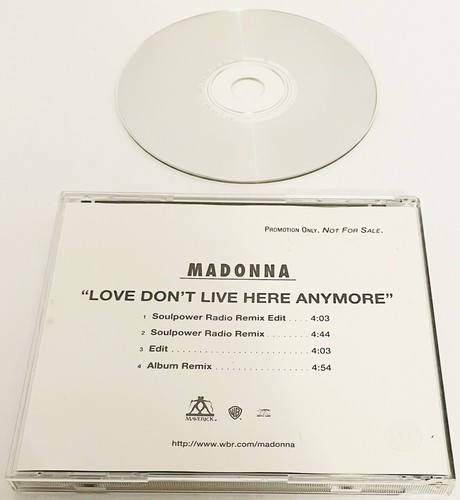 PROMOTION ONLY. NOT FOR SALE.
MADONNA
“LOVE DON'T LIVE HERE ANYMORE”
1 Soulpower Radio Remix Edit .... 4:03
2 Soulpower Radio Remix ........ 4:44
3 Edit ......................... 4:03
4 Album Remix ................. 4:54
MAVERICK WB
http://www.wbr.com/madonna